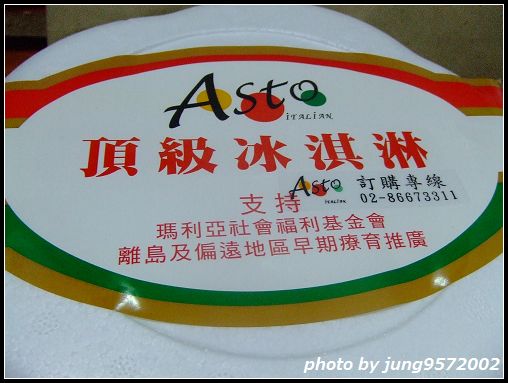 Asto
ITALIAN
頂級冰淇淋
Asto
ITALIAN
訂購專線
02-86673311
支持
瑪利亞社會福利基金會
離島及偏遠地區早期療育推廣
photo by jung9572002